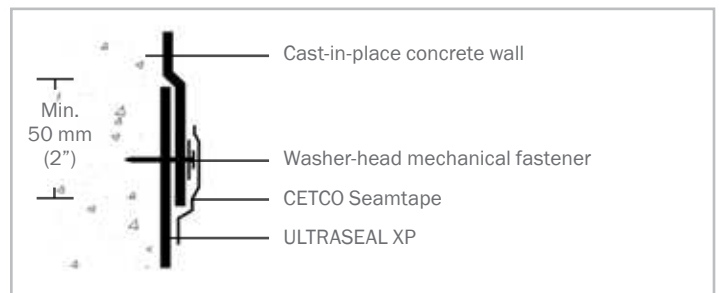 Cast-in-place concrete wall
Min.
50 mm
(2”)
Washer-head mechanical fastener
CETCO Seamtape
ULTRASEAL XP